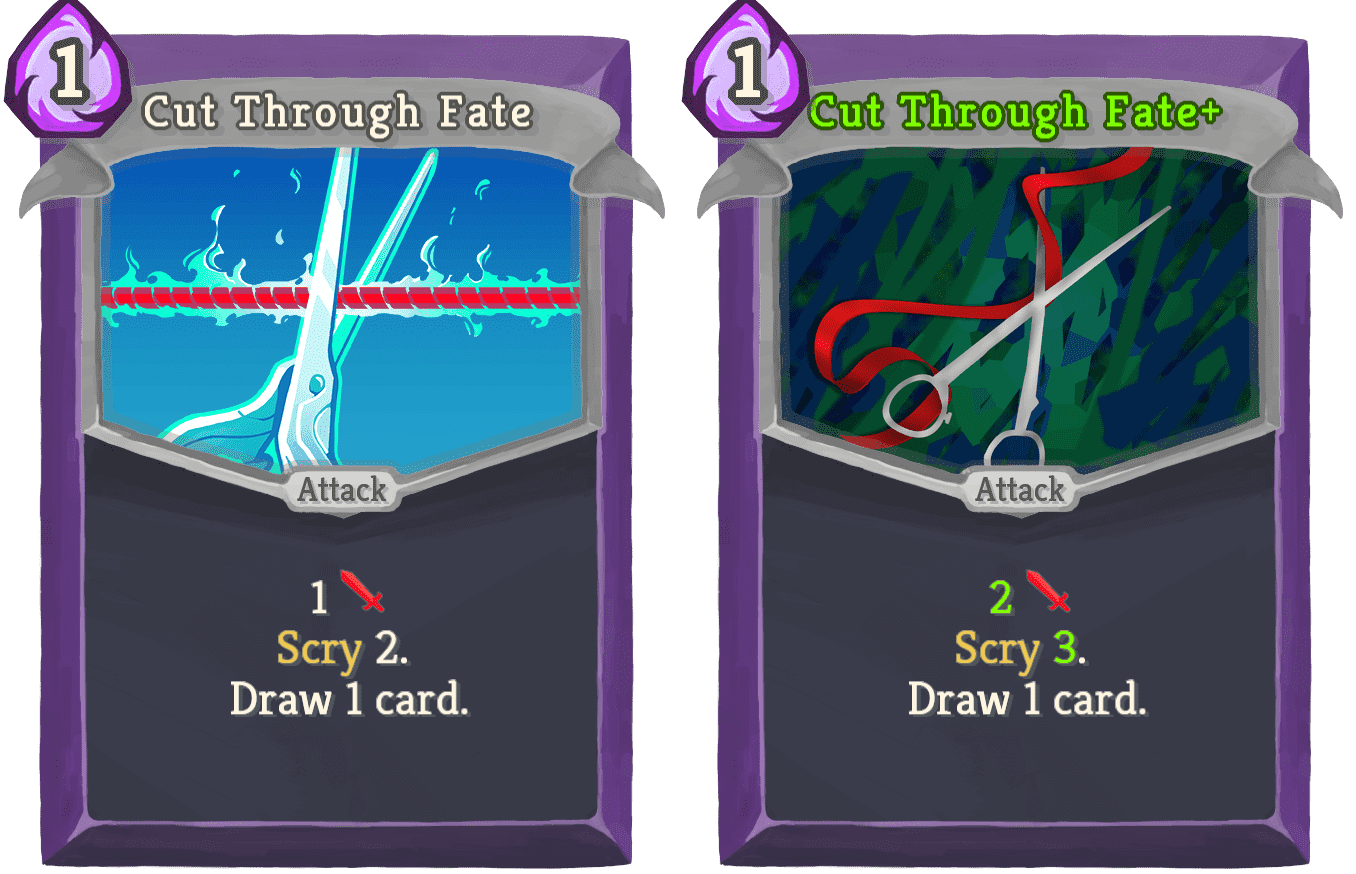 1
Cut Through Fate
Attack
1
Scry 2.
Draw 1 card.
1
Cut Through Fate+
Attack
2
Scry 3.
Draw 1 card.